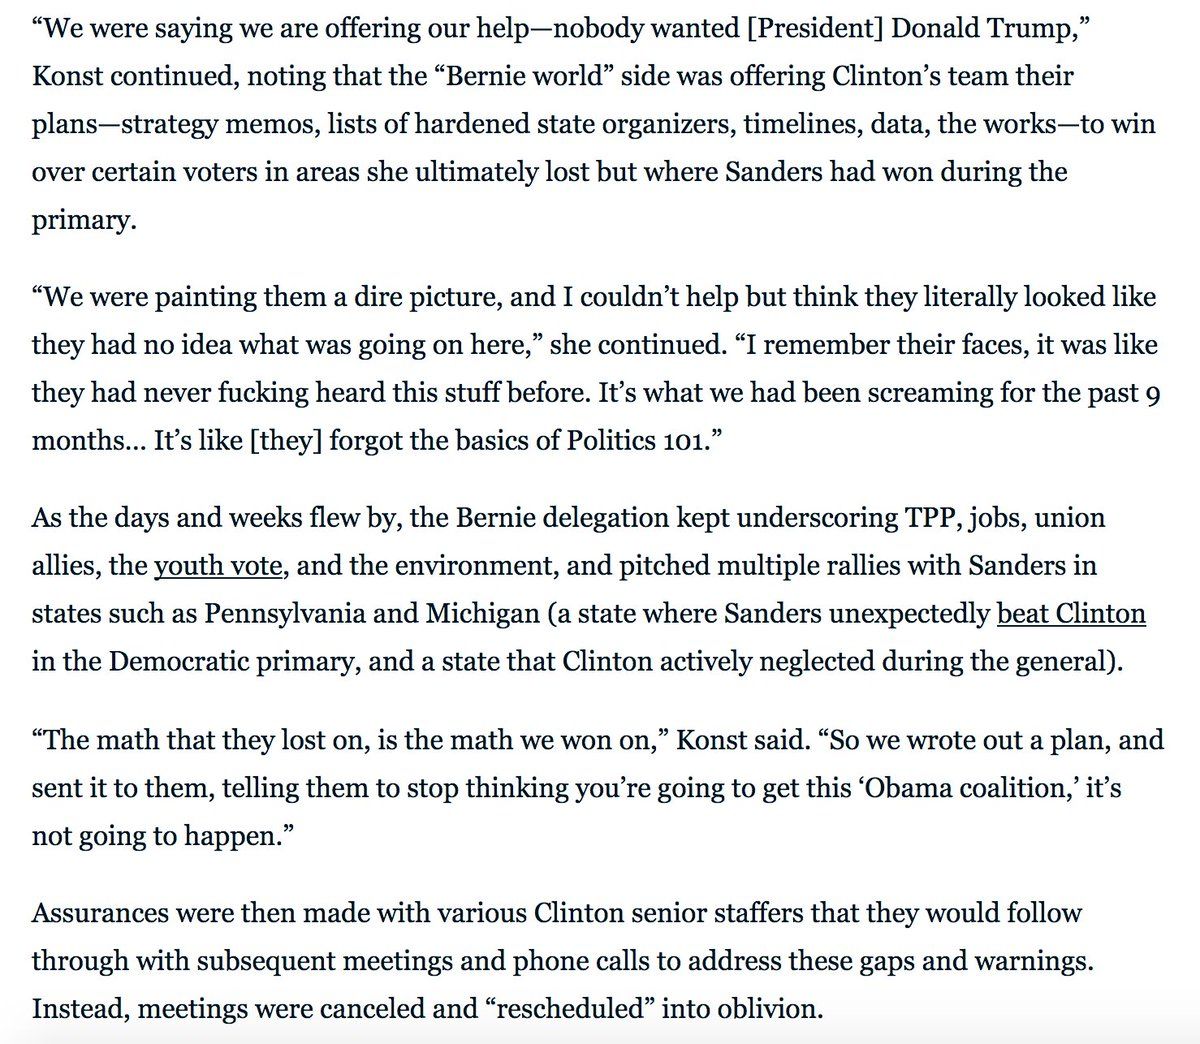 “We were saying we are offering our help—nobody wanted [President] Donald Trump,”
Konst continued, noting that the “Bernie world” side was offering Clinton’s team their
plans—strategy memos, lists of hardened state organizers, timelines, data, the works—to win
over certain voters in areas she ultimately lost but where Sanders had won during the
primary.
“We were painting them a dire picture, and I couldn’t help but think they literally looked like
they had no idea what was going on here,” she continued. “I remember their faces, it was like
they had never fucking heard this stuff before. It’s what we had been screaming for the past 9
months... It’s like [they] forgot the basics of Politics 101.”
As the days and weeks flew by, the Bernie delegation kept underscoring TPP, jobs, union
allies, the youth vote, and the environment, and pitched multiple rallies with Sanders in
states such as Pennsylvania and Michigan (a state where Sanders unexpectedly beat Clinton
in the Democratic primary, and a state that Clinton actively neglected during the general).
“The math that they lost on, is the math we won on,” Konst said. “So we wrote out a plan, and
sent it to them, telling them to stop thinking you’re going to get this ‘Obama coalition,’ it’s
not going to happen.”
Assurances were then made with various Clinton senior staffers that they would follow
through with subsequent meetings and phone calls to address these gaps and warnings.
Instead, meetings were canceled and “rescheduled” into oblivion.